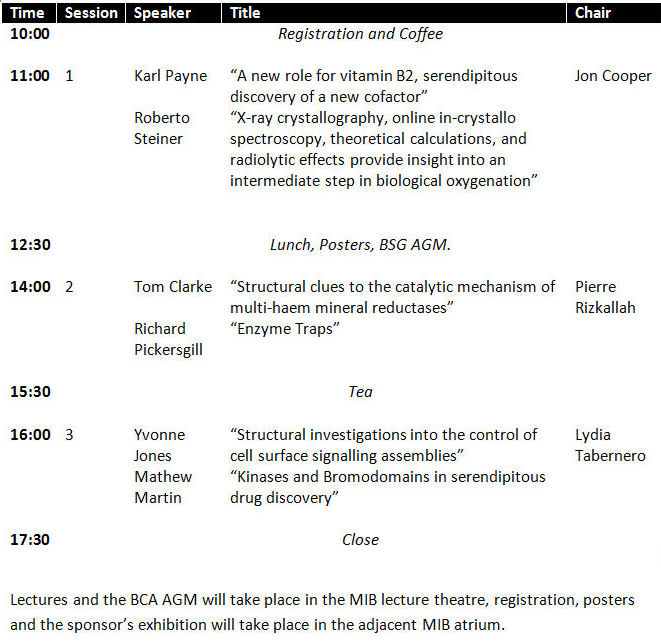 Time Session Speaker Title Chair
10:00 Registration and Coffee
11:00 1 Karl Payne “A new role for vitamin B2, serendipitous Jon Cooper
discovery of a new cofactor”
Roberto “X-ray crystallography, online in-crystallo
Steiner spectroscopy, theoretical calculations, and
radiolytic effects provide insight into an
intermediate step in biological oxygenation”
12:30 Lunch, Posters, BSG AGM.
14:00 2 Tom Clarke “Structural clues to the catalytic mechanism of Pierre
multi-haem mineral reductases” Rizkallah
Richard “Enzyme Traps”
Pickersgill
15:30 Tea
16:00 3 Yvonne “Structural investigations into the control of Lydia
Jones cell surface signalling assemblies” Tabernero
Mathew “Kinases and Bromodomains in serendipitous
Martin drug discovery”
17:30 Close
Lectures and the BCA AGM will take place in the MIB lecture theatre, registration, posters
and the sponsor’s exhibition will take place in the adjacent MIB atrium.